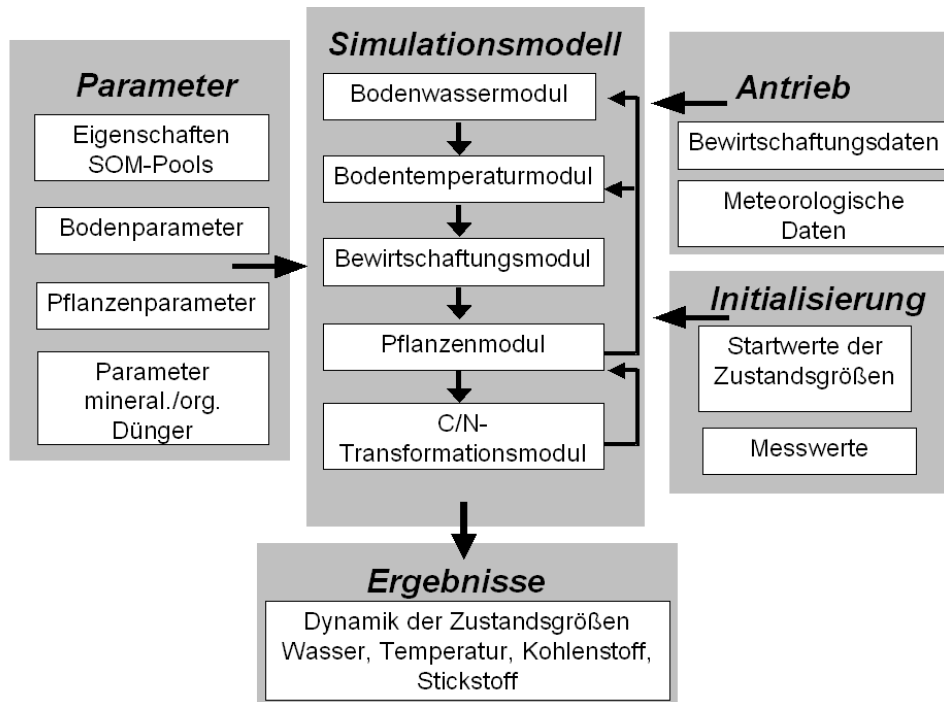 Parameter
Eigenschaften
SOM-Pools
Bodenparameter
Pflanzenparameter
Parameter
mineral./org.
Dünger
Simulationsmodell
Bodenwassermodul
Bodentemperaturmodul
Bewirtschaftungsmodul
Pflanzenmodul
C/N-
Transformationsmodul
Antrieb
Bewirtschaftungsdaten
Meteorologische
Daten
Initialisierung
Startwerte der
Zustandsgrößen
Messwerte
Ergebnisse
Dynamik der Zustandsgrößen
Wasser, Temperatur, Kohlenstoff,
Stickstoff